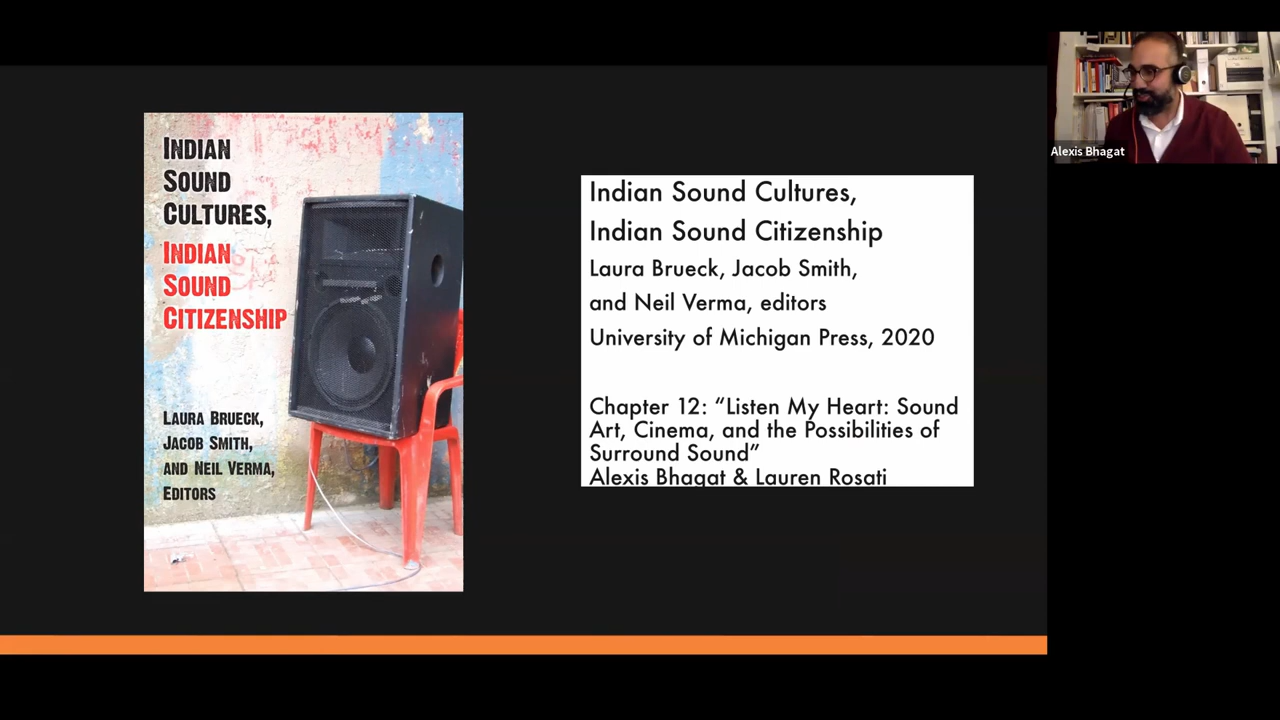 INDIAN
SOUND
CULTURES,
INDIAN
SOUND
CITIZENSHIP
LAURA BRUECK,
JACOB SMITH,
AND NEIL VERMA,
EDITORS
Indian Sound Cultures,
Indian Sound Citizenship
Laura Brueck, Jacob Smith,
and Neil Verma, editors
University of Michigan Press, 2020
Chapter 12: “Listen My Heart: Sound
Art, Cinema, and the Possibilities of
Surround Sound”
Alexis Bhagat & Lauren Rosati
Alexis Bhagat